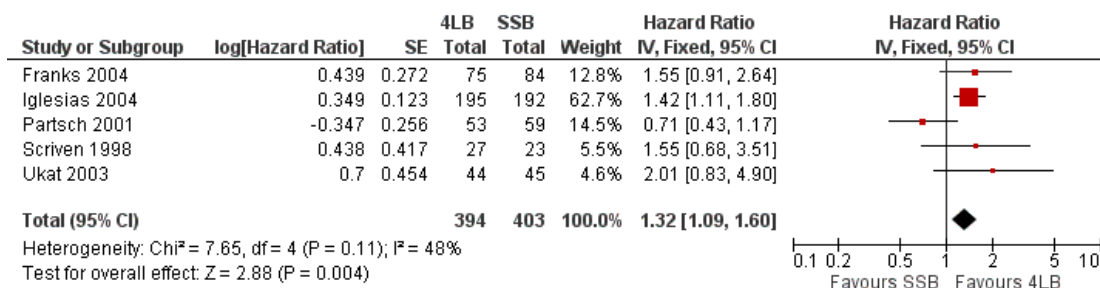 4LB SSB Hazard Ratio Hazard Ratio
Study or Subgroup log[Hazard Ratio] SE Total Total Weight IV, Fixed, 95% CI IV, Fixed, 95% CI
Franks 2004 0.439 0.272 75 84 12.8% 1.55 [0.91, 2.64]
Iglesias 2004 0.349 0.123 195 192 62.7% 1.42 [1.11, 1.80]
Partsch 2001 -0.347 0.256 53 59 14.5% 0.71 [0.43, 1.17]
Scriven 1998 0.438 0.417 27 23 5.5% 1.55 [0.68, 3.51]
Ukat 2003 0.7 0.454 44 45 4.6% 2.01 [0.83, 4.90]
Total (95% CI) 394 403 100.0% 1.32 [1.09, 1.60]
Heterogeneity: Chi² = 7.65, df = 4 (P = 0.11); I² = 48%
Test for overall effect: Z = 2.88 (P = 0.004)
0.1 0.2 0.5 1 2 5 10
Favours SSB Favours 4LB